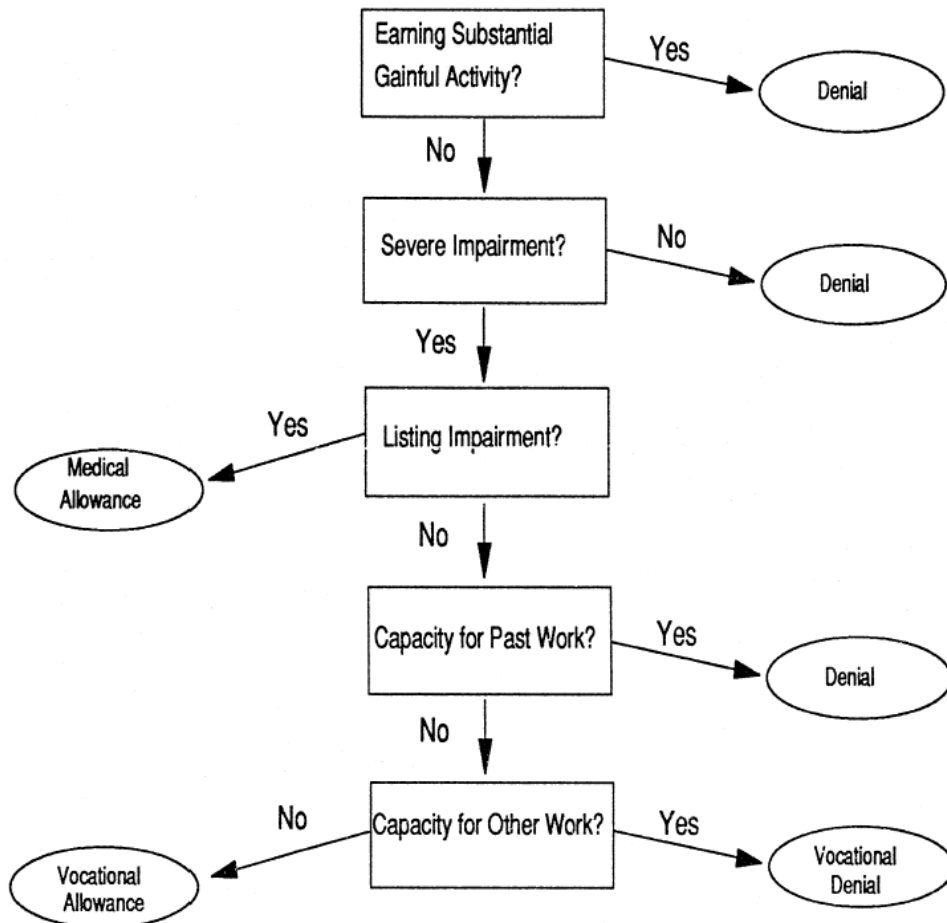 Earning Substantial
Gainful Activity?
Yes
Denial
No
Severe Impairment?
No
Denial
Yes
Listing Impairment?
Yes
Medical
Allowance
No
Capacity for Past Work?
Yes
Denial
No
Capacity for Other Work?
No
Vocational
Allowance
Yes
Vocational
Denial